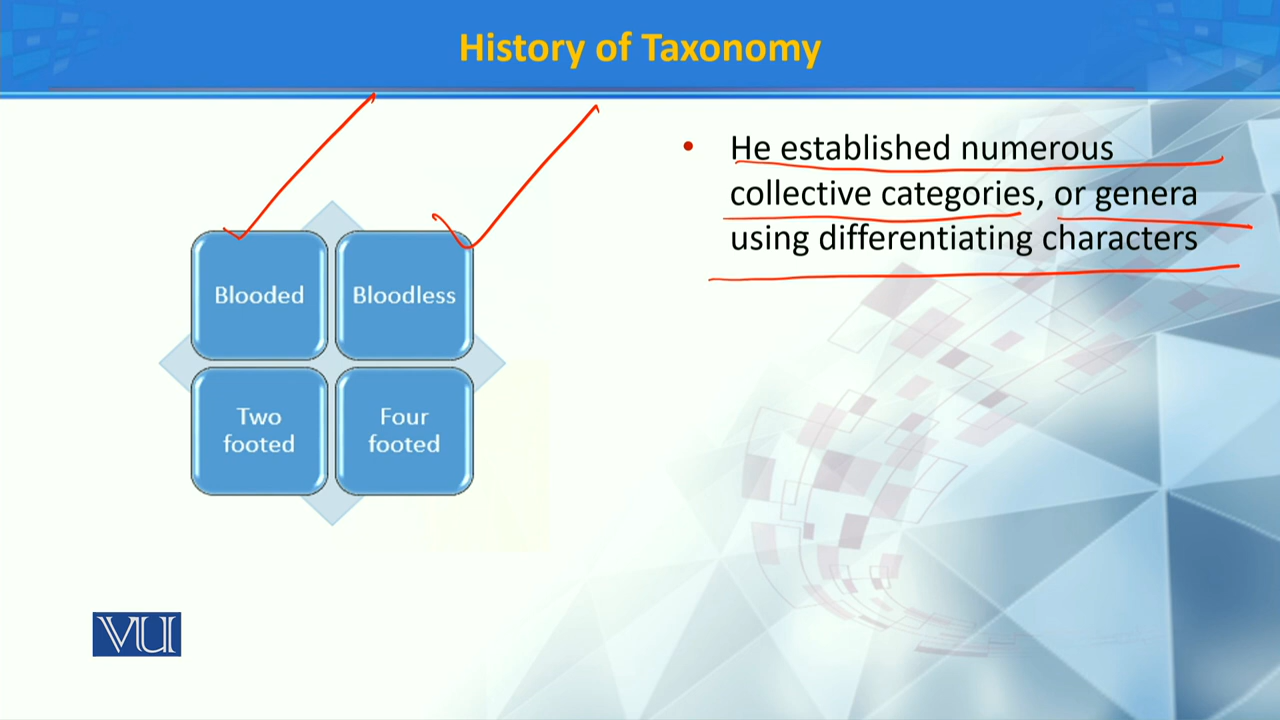 History of Taxonomy
Blooded
Bloodless
Two
footed
Four
footed
• He established numerous
collective categories, or genera
using differentiating characters
VU